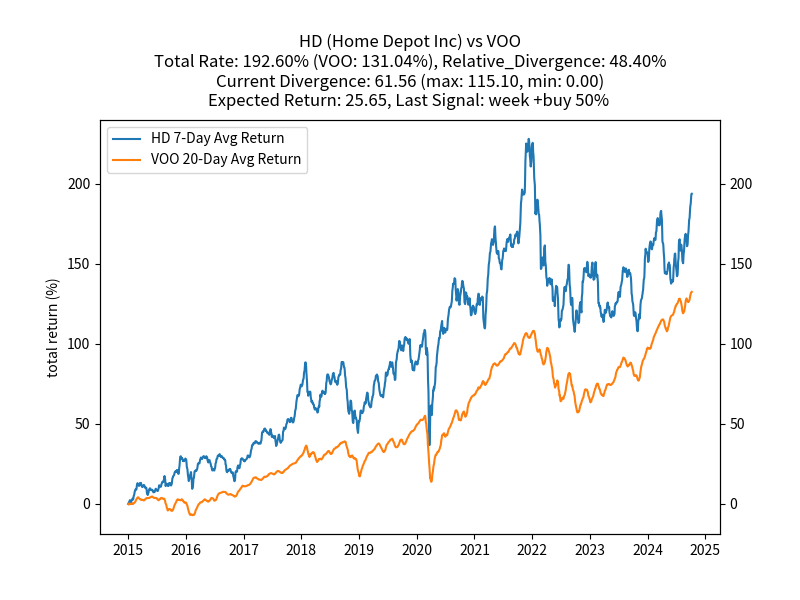 HD (Home Depot Inc) vs VOO
Total Rate: 192.60% (VOO: 131.04%), Relative_Divergence: 48.40%
Current Divergence: 61.56 (max: 115.10, min: 0.00)
Expected Return: 25.65, Last Signal: week +buy 50%
HD 7-Day Avg Return
VOO 20-Day Avg Return
total return (%)
200 200
150 150
100 100
50 50
0 0
2015 2016 2017 2018 2019 2020 2021 2022 2023 2024 2025